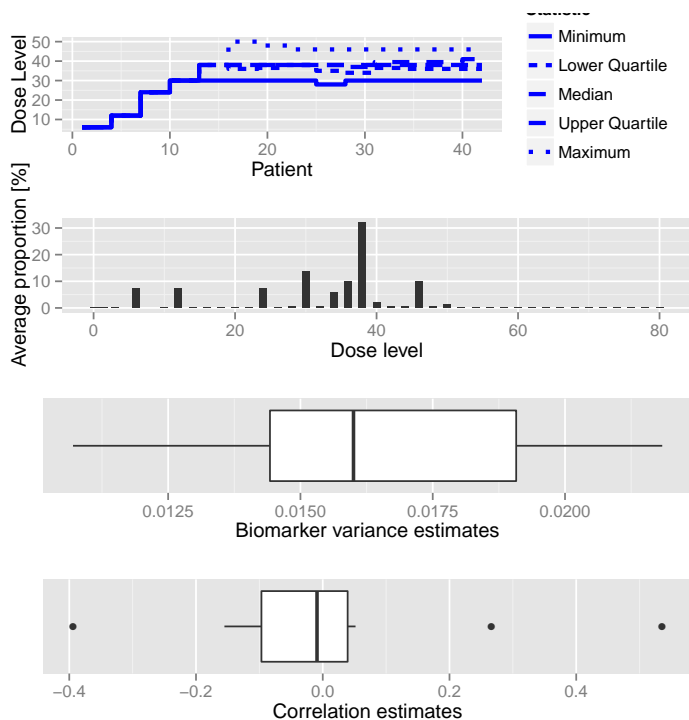 Statistic
50
40
30
20
10
Dose Level
0
10
20
30
40
Patient
Minimum
Lower Quartile
Median
Upper Quartile
Maximum
30
20
10
0
Average proportion [%]
0
20
40
60
80
Dose level
0.0125
0.0150
0.0175
0.0200
Biomarker variance estimates
−0.4
−0.2
0.0
0.2
0.4
Correlation estimates